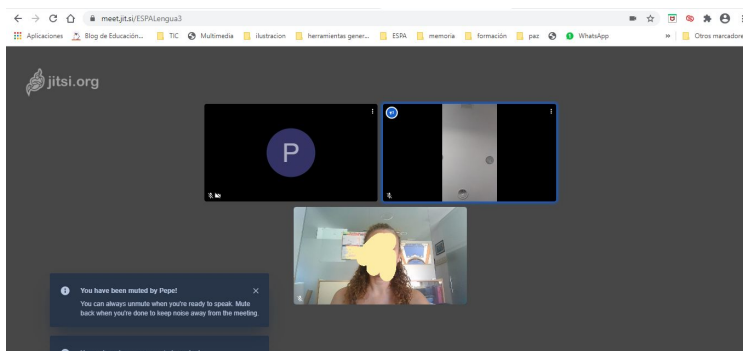 meet.jit.si/ESPALengua3
Aplicaciones Blog de Educación... TIC Multimedia ilustracion herramientas gener... ESPA memoria formación paz WhatsApp » Otros marcadore
jitsi.org
P
You have been muted by Pepe!
You can always unmute when you're ready to speak. Mute
back when you're done to keep noise away from the meeting.